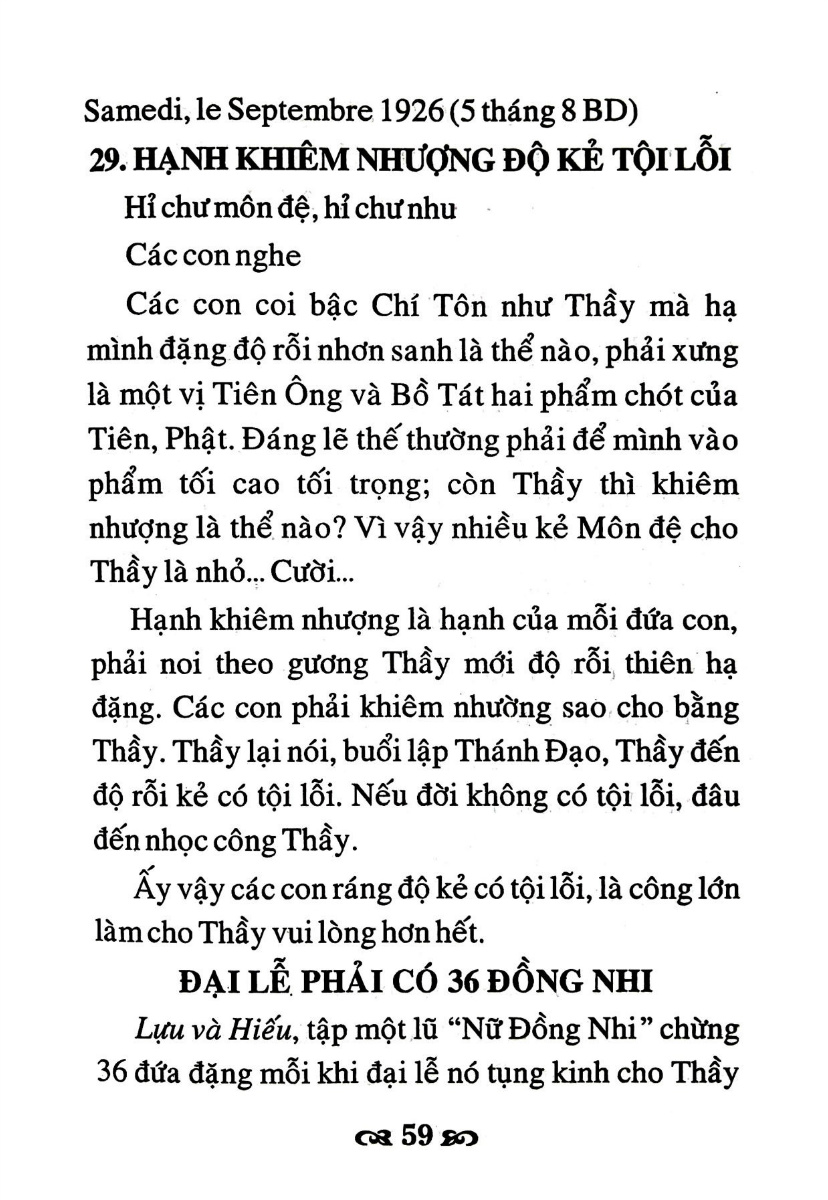 Samedi, le Septembre 1926 (5 tháng 8 BD)
29. HẠNH KHIÊM NHƯỢNG ĐỘ KẺ TỘI LỖI
Hỉ chư môn đệ, hỉ chư nhu
Các con nghe
Các con coi bậc Chí Tôn như Thầy mà hạ
mình đặng độ rỗi nhơn sanh là thể nào, phải xưng
là một vị Tiên Ông và Bồ Tát hai phẩm chót của
Tiên, Phật. Đáng lẽ thế thường phải để mình vào
phẩm tối cao tối trọng; còn Thầy thì khiêm
nhượng là thể nào? Vì vậy nhiều kẻ Môn đệ cho
Thầy là nhỏ... Cười...
Hạnh khiêm nhượng là hạnh của mỗi đứa con,
phải noi theo gương Thầy mới độ rỗi thiên hạ
đặng. Các con phải khiêm nhường sao cho bằng
Thầy. Thầy lại nói, buổi lập Thánh Đạo, Thầy đến
độ rỗi kẻ có tội lỗi. Nếu đời không có tội lỗi, đâu
đến nhọc công Thầy.
Ấy vậy các con ráng độ kẻ có tội lỗi, là công lớn
làm cho Thầy vui lòng hơn hết.
ĐẠI LỄ PHẢI CÓ 36 ĐỒNG NHI
Lựu và Hiếu, tập một lũ “Nữ Đồng Nhi” chừng
36 đứa đặng mỗi khi đại lễ nó tụng kinh cho Thầy
59